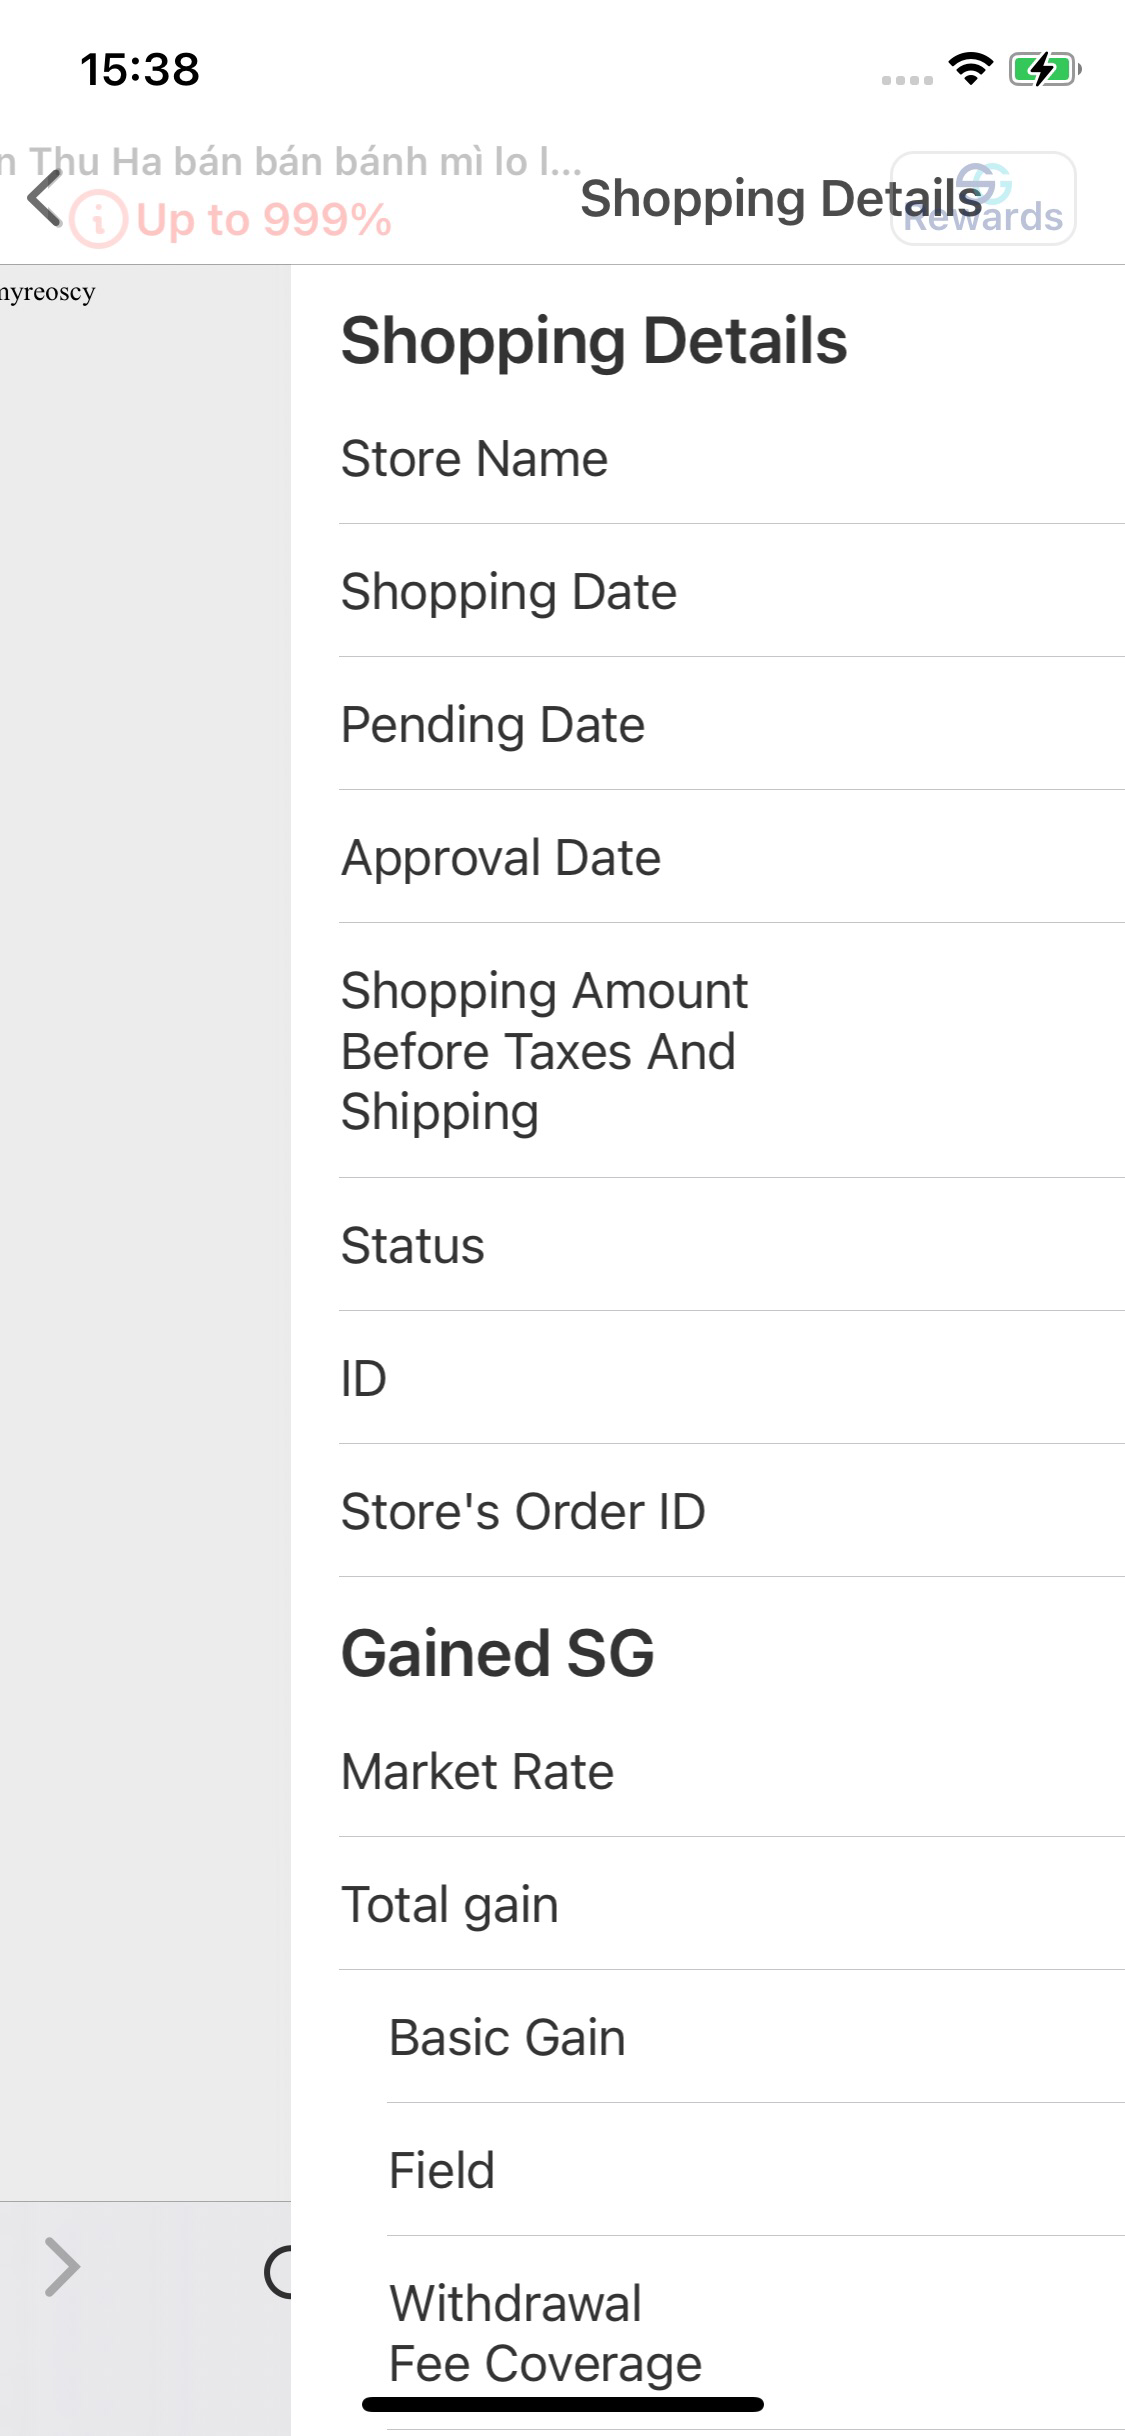 15:38
n Thu Ha bán bán bánh mì lo l...
Up to 999%
Shopping Details
SG
Rewards
myreoscy
Shopping Details
Store Name
Shopping Date
Pending Date
Approval Date
Shopping Amount
Before Taxes And
Shipping
Status
ID
Store's Order ID
Gained SG
Market Rate
Total gain
Basic Gain
Field
Withdrawal
Fee Coverage